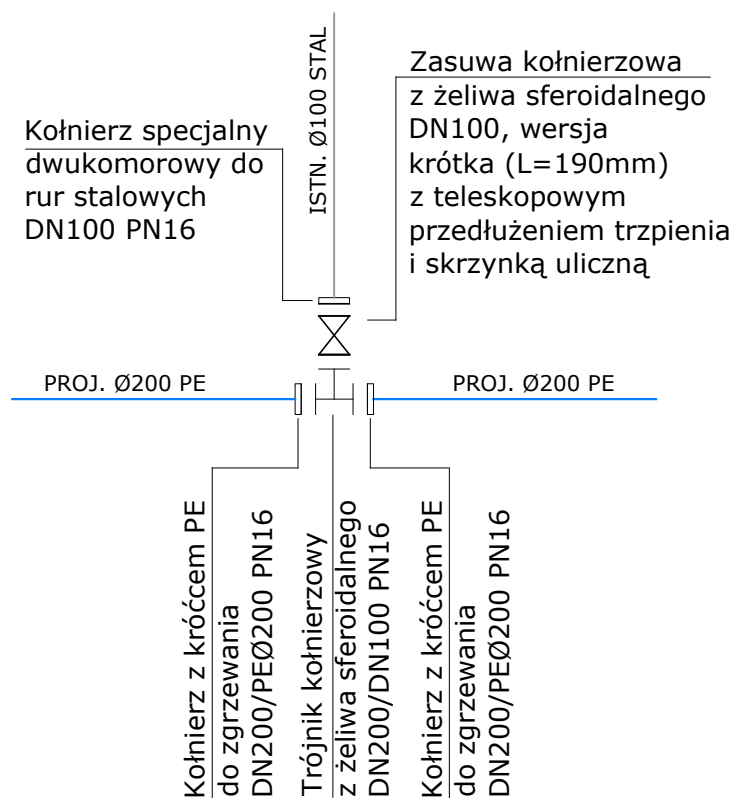 Kołnierz specjalny
dwukomorowy do
rur stalowych
DN100 PN16
ISTN. Ø100 STAL
Zasuwa kołnierzowa
z żeliwa sferoidalnego
DN100, wersja
krótka (L=190mm)
z teleskopowym
przedłużeniem trzpienia
i skrzynką uliczną
PROJ. Ø200 PE
PROJ. Ø200 PE
Kołnierz z króćcem PE
do zgrzewania
DN200/PEØ200 PN16
Trójnik kołnierzowy
z żeliwa sferoidalnego
DN200/DN100 PN16
Kołnierz z króćcem PE
do zgrzewania
DN200/PEØ200 PN16